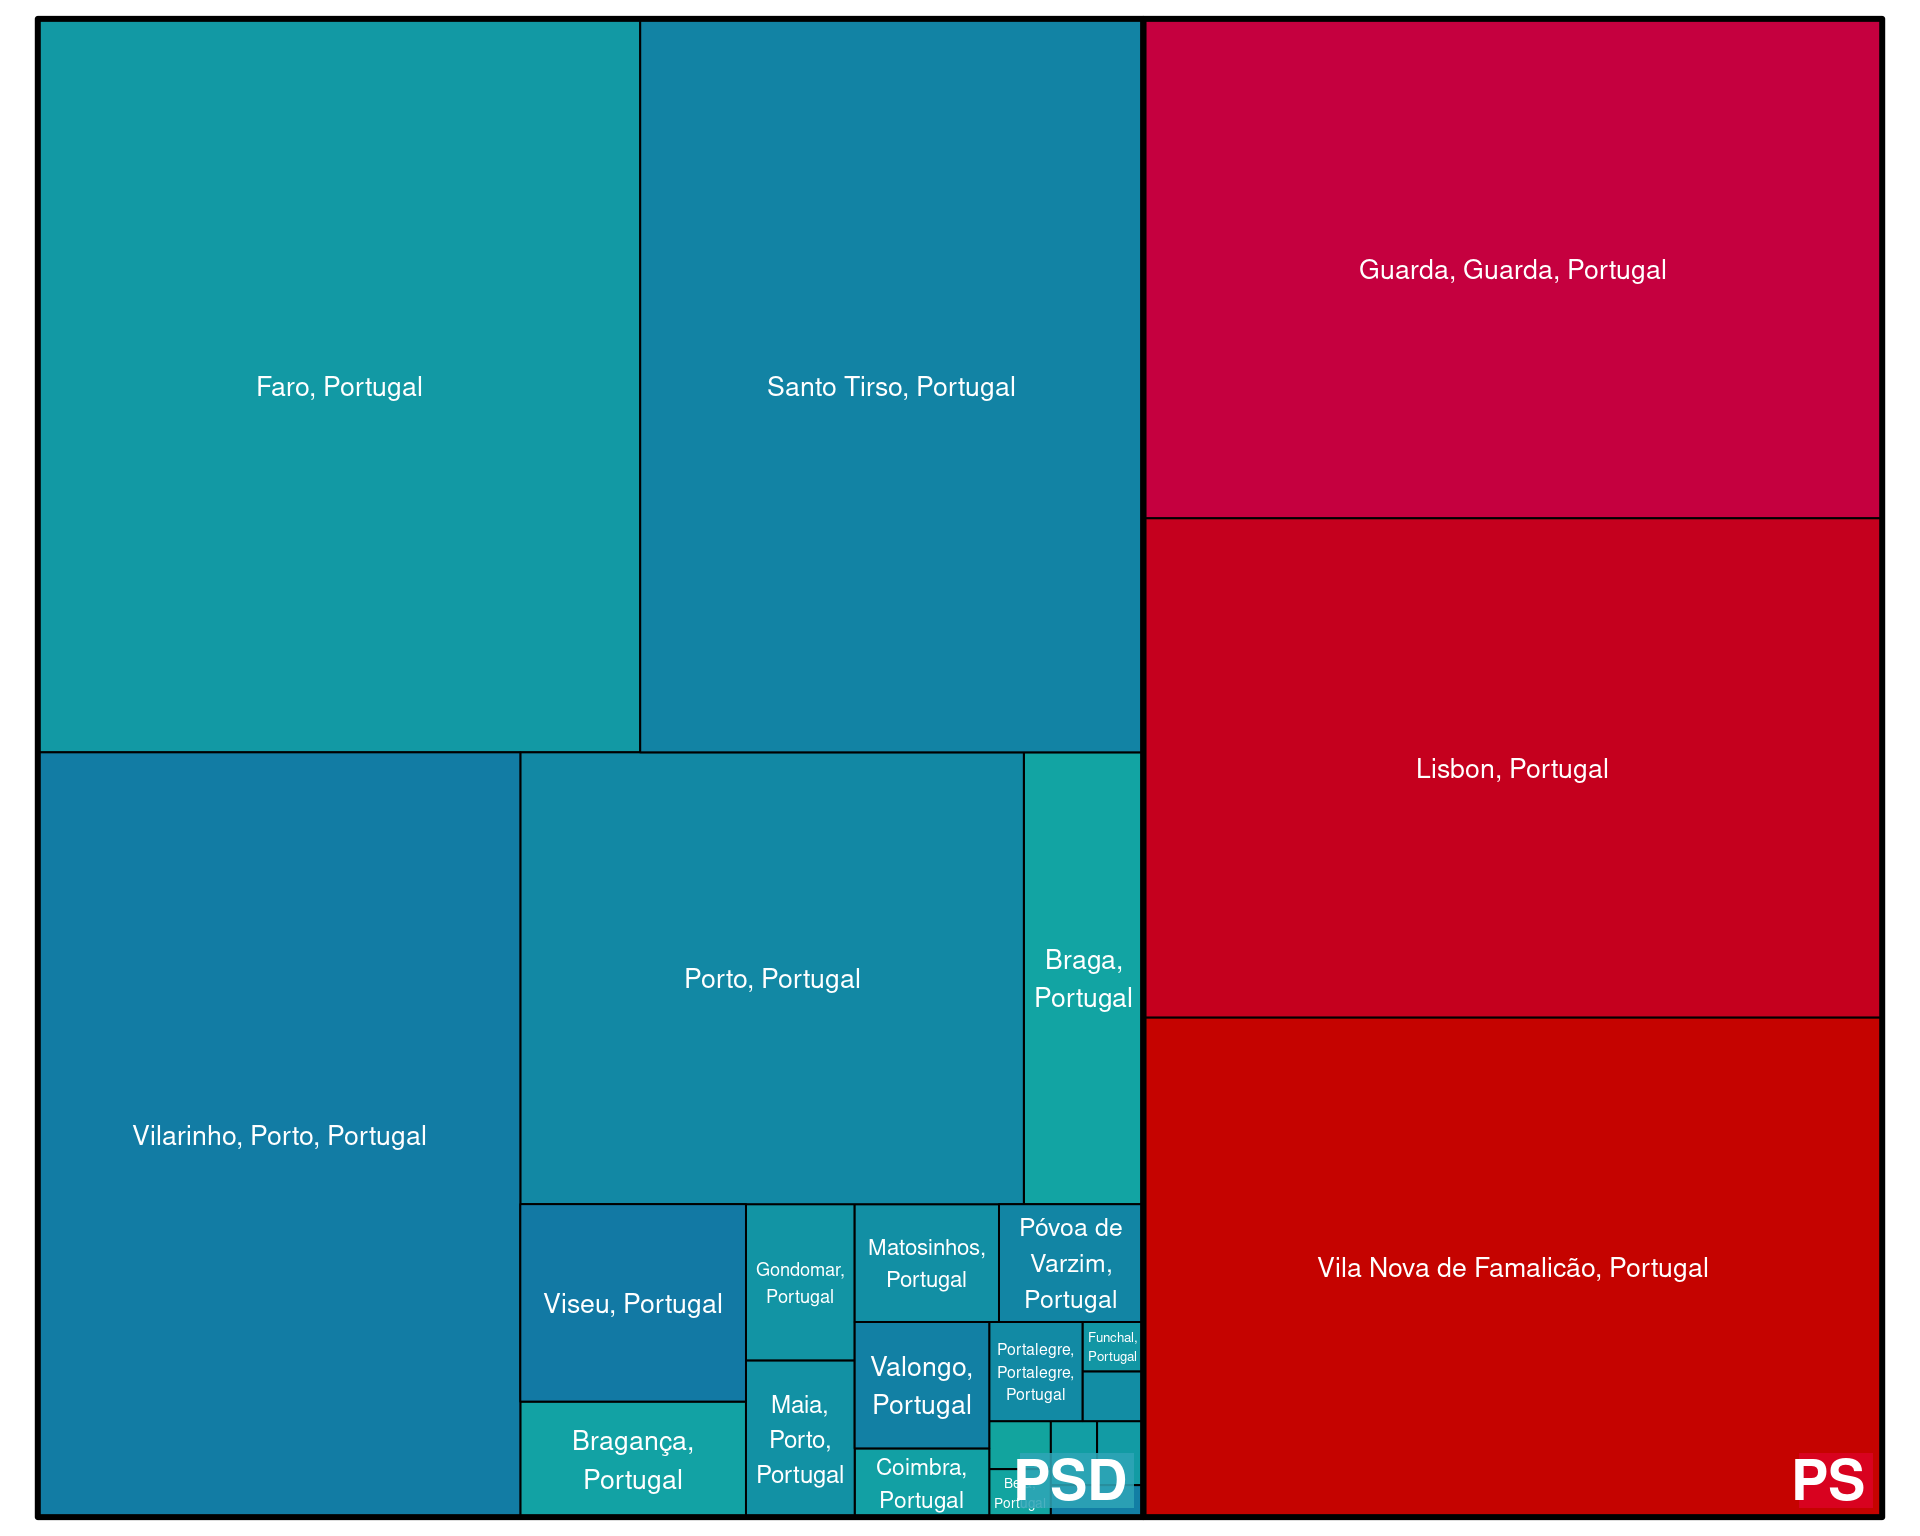 Faro, Portugal
Santo Tirso, Portugal
Guarda, Guarda, Portugal
Lisbon, Portugal
Vila Nova de Famalicão, Portugal
Vilarinho, Porto, Portugal
Porto, Portugal
Braga,
Portugal
Viseu, Portugal
Bragança,
Portugal
Gondomar,
Portugal
Maia,
Porto,
Portugal
Matosinhos,
Portugal
Póvoa de
Varzim,
Portugal
Valongo,
Portugal
Coimbra,
Portugal
Portalegre,
Portalegre,
Portugal
Funchal,
Portugal
Portugal
PSD
PS